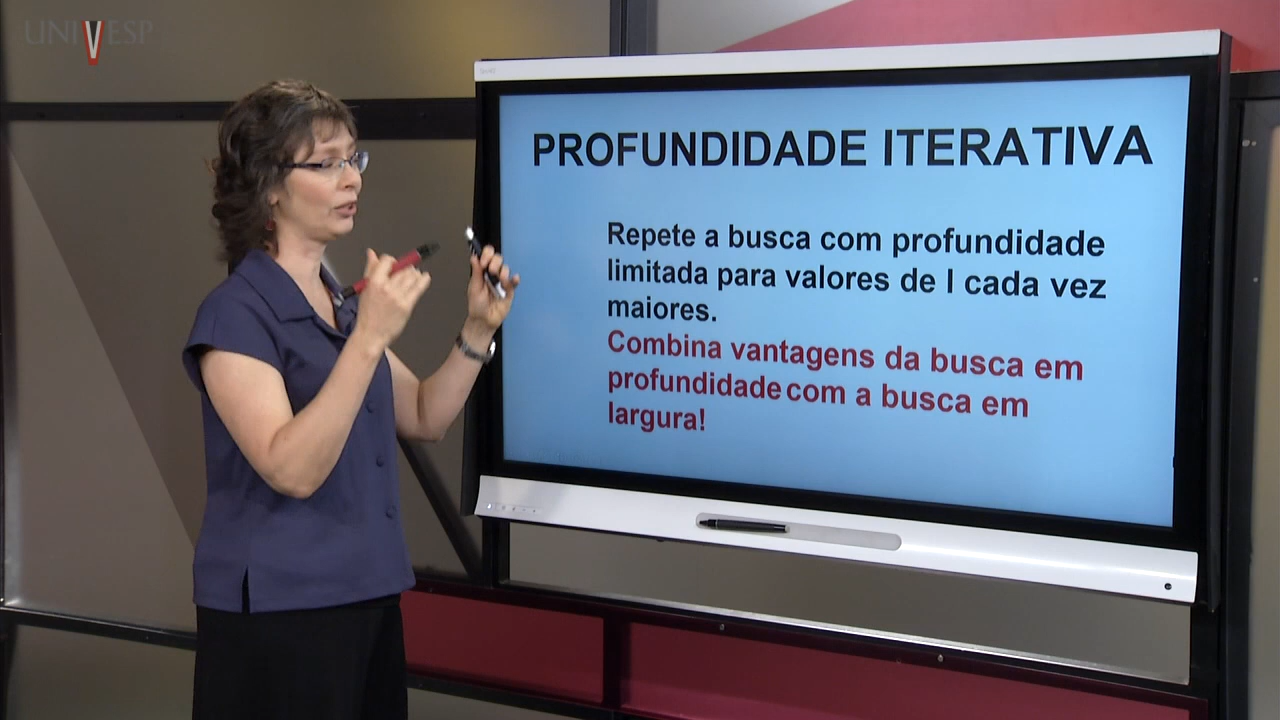 UNIVESP
PROFUNDIDADE ITERATIVA
Repete a busca com profundidade
limitada para valores de l cada vez
maiores.
Combina vantagens da busca em
profundidade com a busca em
largura!